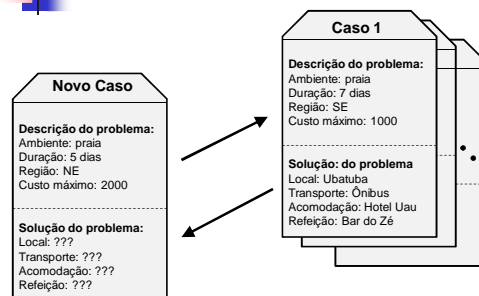 Novo Caso
Descrição do problema:
Ambiente: praia
Duração: 5 dias
Região: NE
Custo máximo: 2000
Solução do problema:
Local: ???
Transporte: ???
Acomodação: ???
Refeição: ???
Caso 1
Descrição do problema:
Ambiente: praia
Duração: 7 dias
Região: SE
Custo máximo: 1000
Solução: do problema
Local: Ubatuba
Transporte: Ônibus
Acomodação: Hotel Uau
Refeição: Bar do Zé